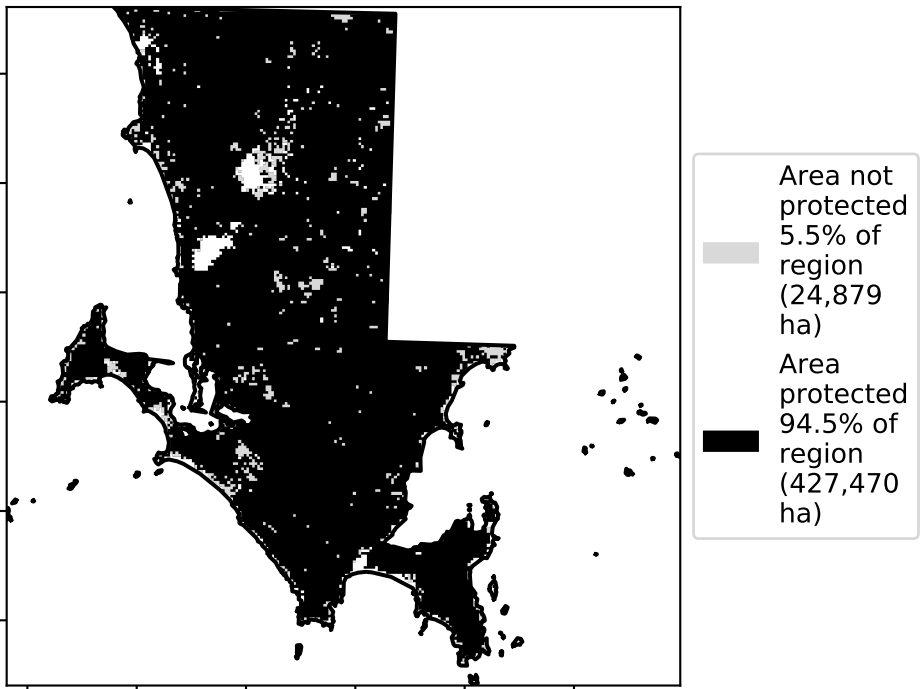 Area not
protected
5.5% of
region
(24,879
ha)
Area
protected
94.5% of
region
(427,470
ha)